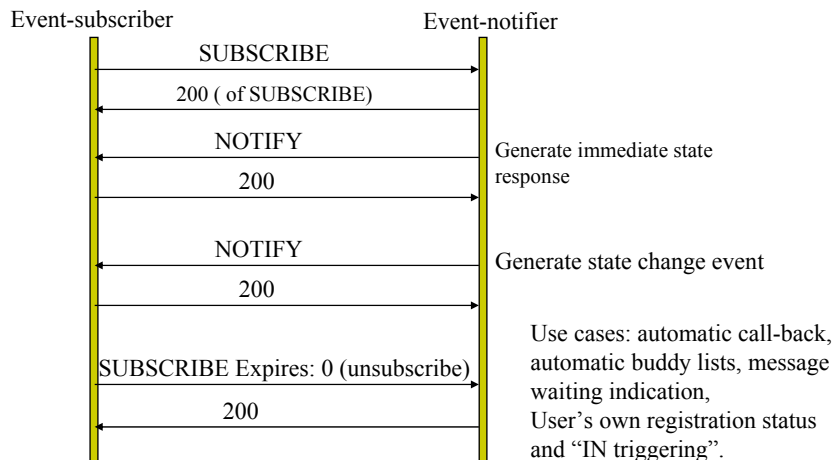 Event-subscriber
Event-notifier
SUBSCRIBE
200 ( of SUBSCRIBE)
NOTIFY
Generate immediate state
response
200
NOTIFY
Generate state change event
200
Use cases: automatic call-back,
automatic buddy lists, message
waiting indication,
User's own registration status
and “IN triggering”.
SUBSCRIBE Expires: 0 (unsubscribe)
200